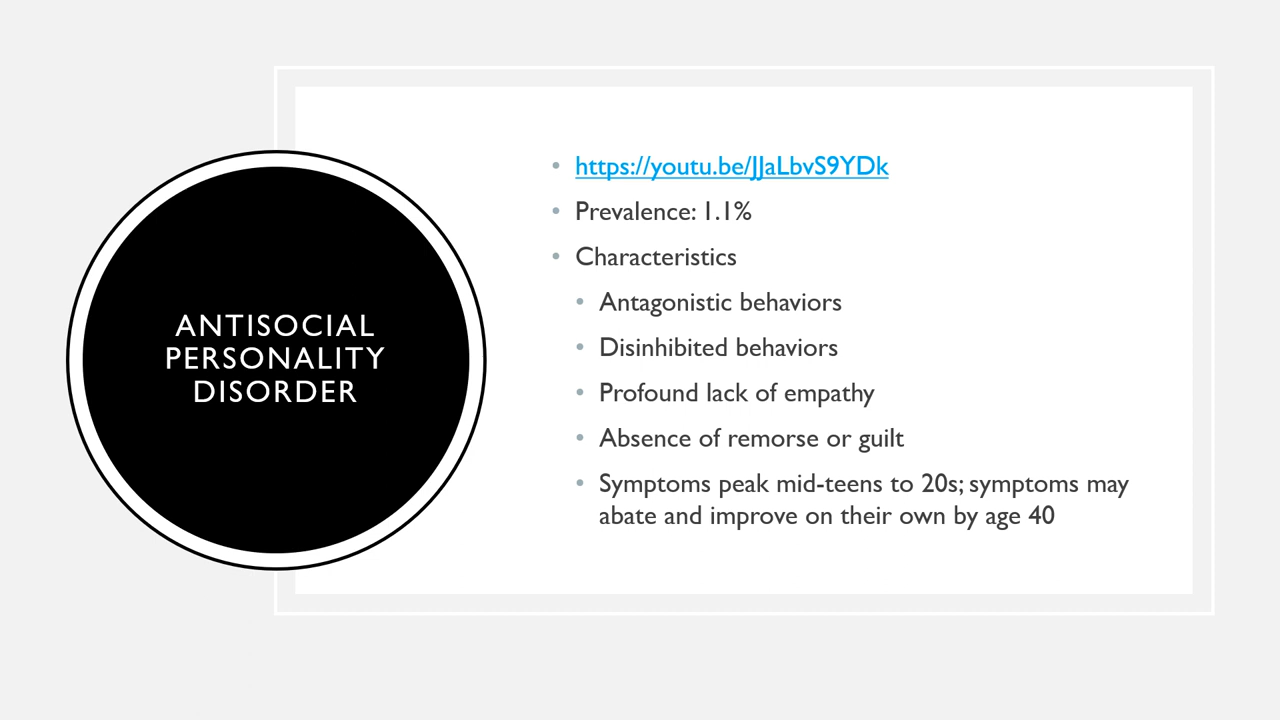 ANTISOCIAL
PERSONALITY
DISORDER
https://youtu.be/JJaLbvS9YDk
Prevalence: 1.1%
Characteristics
Antagonistic behaviors
Disinhibited behaviors
Profound lack of empathy
Absence of remorse or guilt
Symptoms peak mid-teens to 20s; symptoms may
abate and improve on their own by age 40